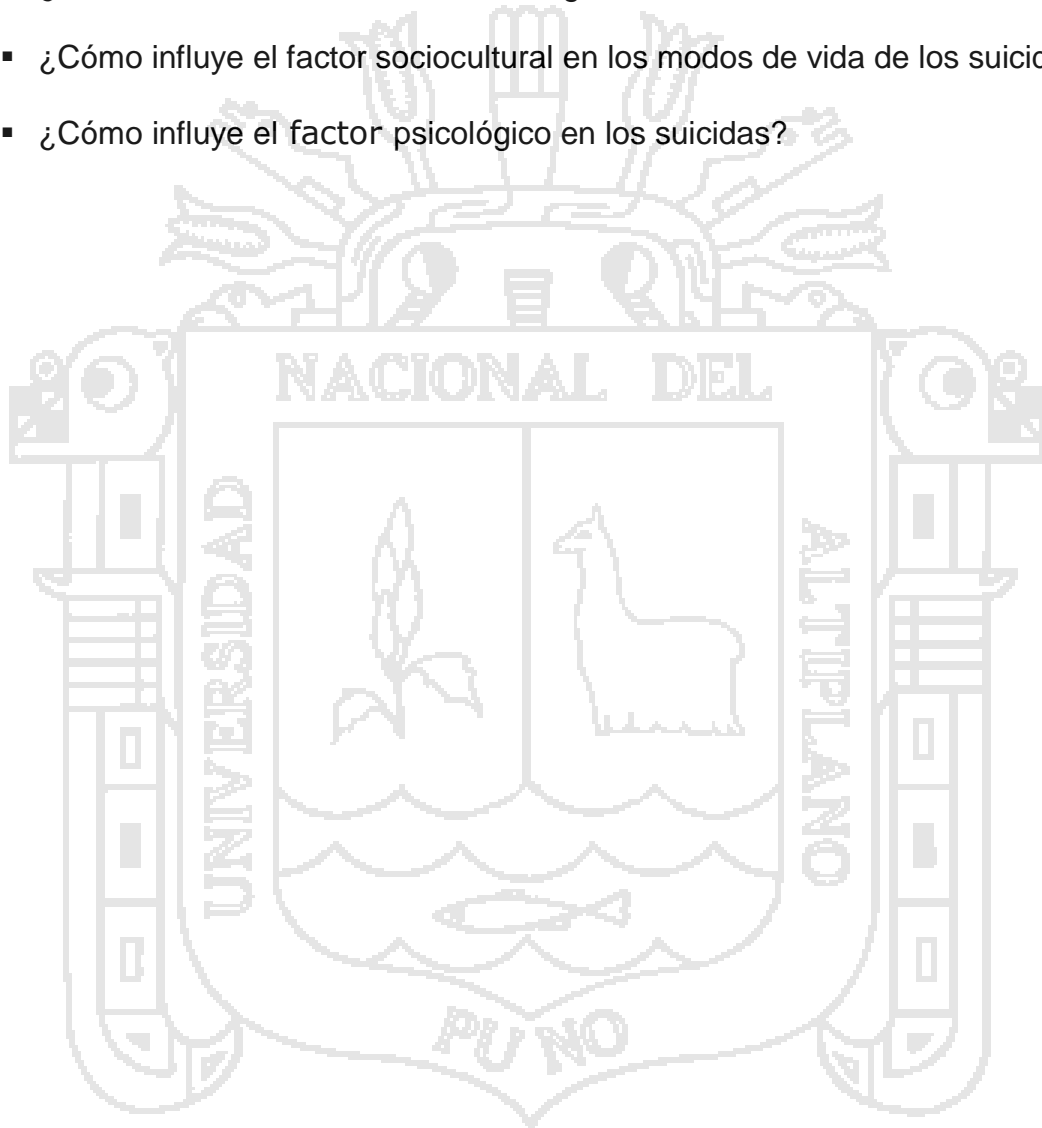 ▪ ¿Cómo influye el factor sociocultural en los modos de vida de los
▪ ¿Cómo influye el factor psicológico en los suicidas?
NACIONAL DEL
UNIVERSIDAD
ALTIPLANO
PUNO